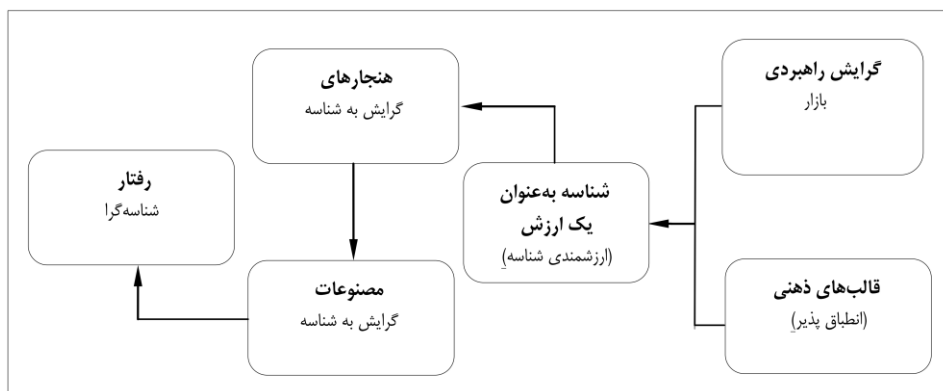 گرایش راهبردی
بازار
قالب‌های ذهنی
(انطباق پذیر)
شناسه به‌عنوان
یک ارزش
(ارزشمندی شناسه)
هنجارهای
گرایش به شناسه
مصنوعات
گرایش به شناسه
رفتار
شناسه‌گرا